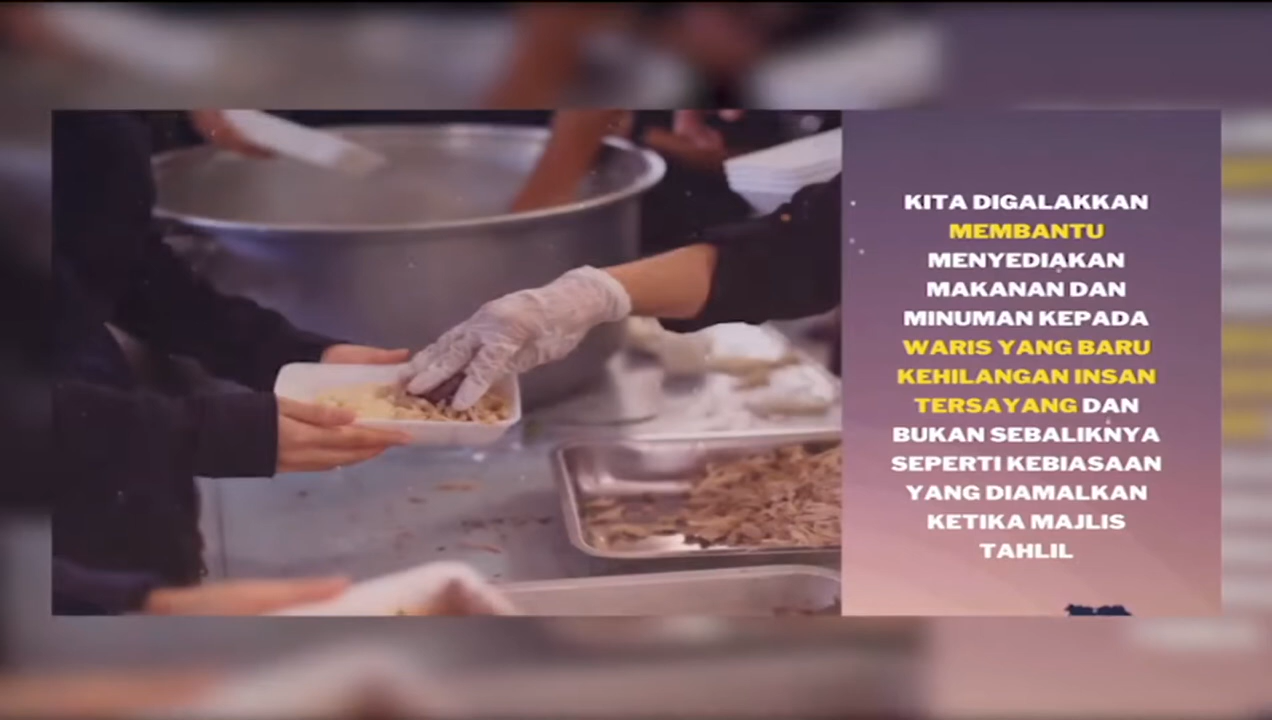 KITA DIGALAKKAN
MEMBANTU
MENYEDIAKAN
MAKANAN DAN
MINUMAN KEPADA
WARIS YANG BARU
KEHILANGAN INSAN
TERSAYANG DAN
BUKAN SEBALIKNYA
SEPERTI KEBIASAAN
YANG DIAMALKAN
KETIKA MAJLIS
TAHLIL